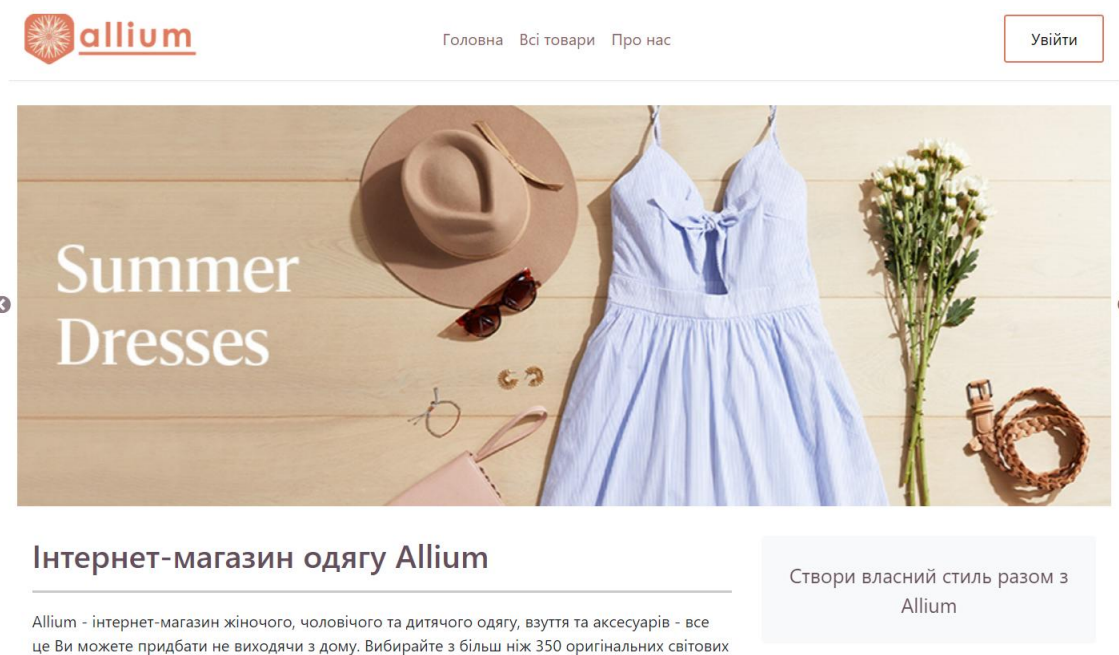 allium
Головна Всі товари Про нас
Увійти
Summer
Dresses
Інтернет-магазин одягу Allium
Allium - інтернет-магазин жіночого, чоловічого та дитячого одягу, взуття та аксесуарів - все
це Ви можете придбати не виходячи з дому. Вибирайте з більш ніж 350 оригінальних світових
Створи власний стиль разом з
Allium